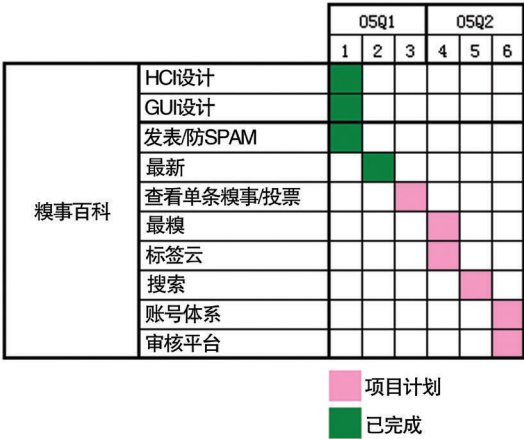 05Q1 05Q2
1 2 3 4 5 6
糗事百科
HCI设计
GUI设计
发表/防SPAM
最新
查看单条糗事/投票
最糗
标签云
搜索
账号体系
审核平台
项目计划
已完成